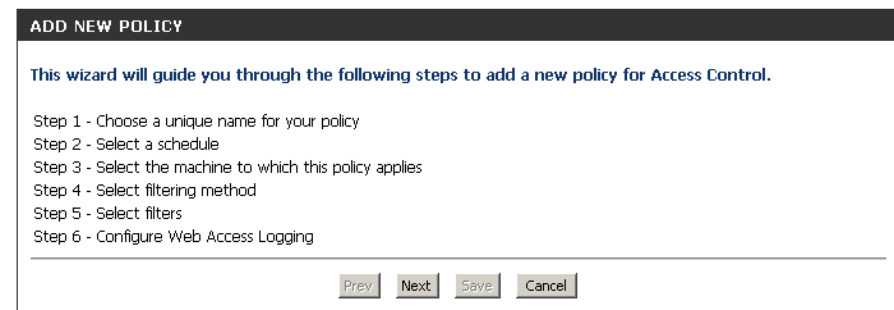 ADD NEW POLICY
This wizard will guide you through the following steps to add a new policy for Access Control.
Step 1 - Choose a unique name for your policy
Step 2 - Select a schedule
Step 3 - Select the machine to which this policy applies
Step 4 - Select filtering method
Step 5 - Select filters
Step 6 - Configure Web Access Logging
Prev Next Save Cancel